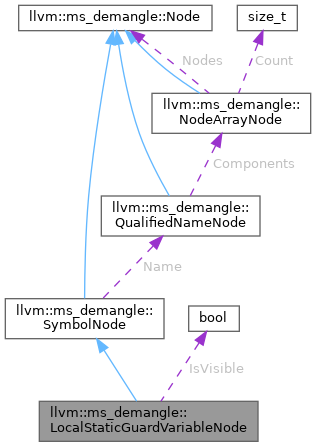 llvm::ms_demangle::Node
size_t
Nodes
Count
llvm::ms_demangle::
NodeArrayNode
Components
llvm::ms_demangle::
QualifiedNameNode
Name
llvm::ms_demangle::
SymbolNode
bool
IsVisible
llvm::ms_demangle::
LocalStaticGuardVariableNode